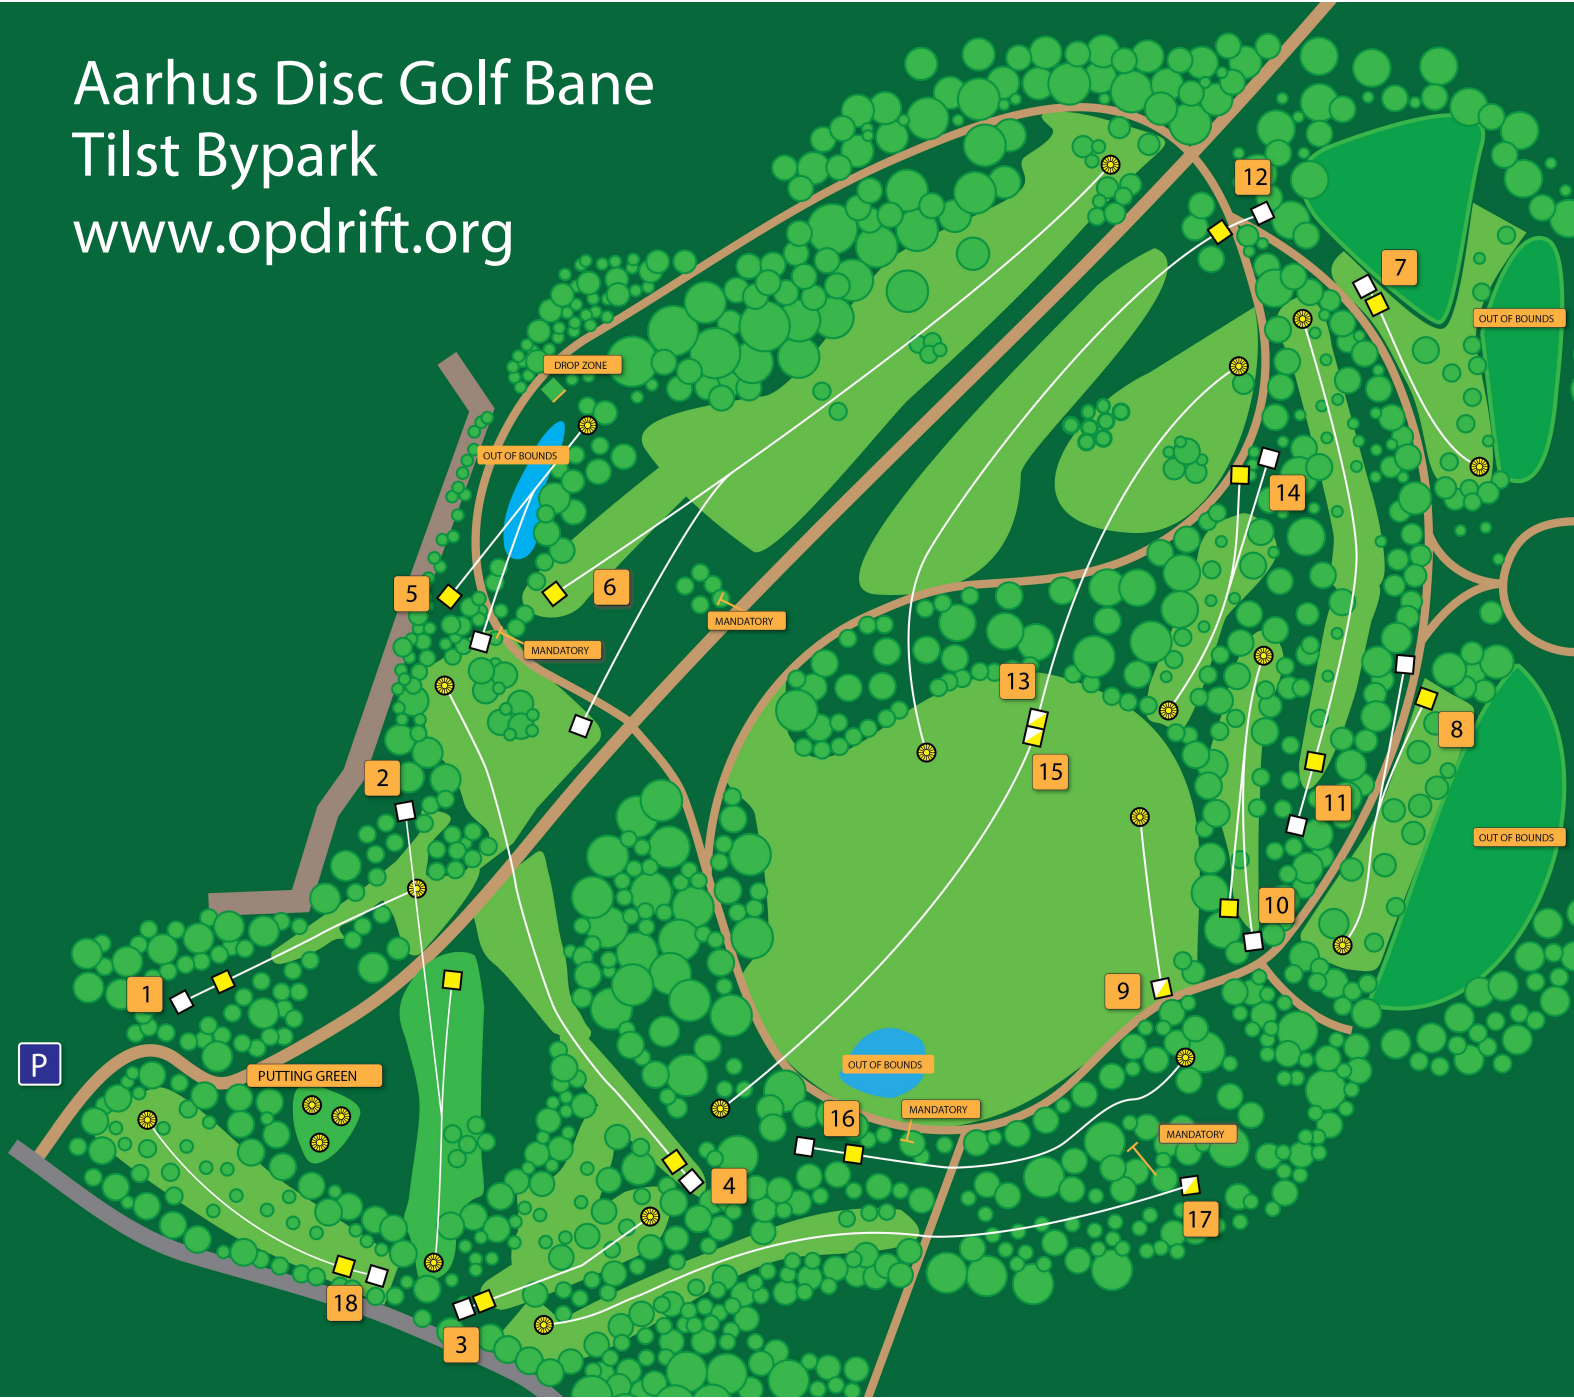 Aarhus Disc Golf Bane
Tilst Bypark
www.opdrift.org
12
7
OUT OF BOUNDS
DROP ZONE
OUT OF BOUNDS
14
5
6
MANDATORY
MANDATORY
13
8
2
15
11
OUT OF BOUNDS
10
1
9
P
PUTTING GREEN
OUT OF BOUNDS
16
MANDATORY
MANDATORY
4
17
18
3